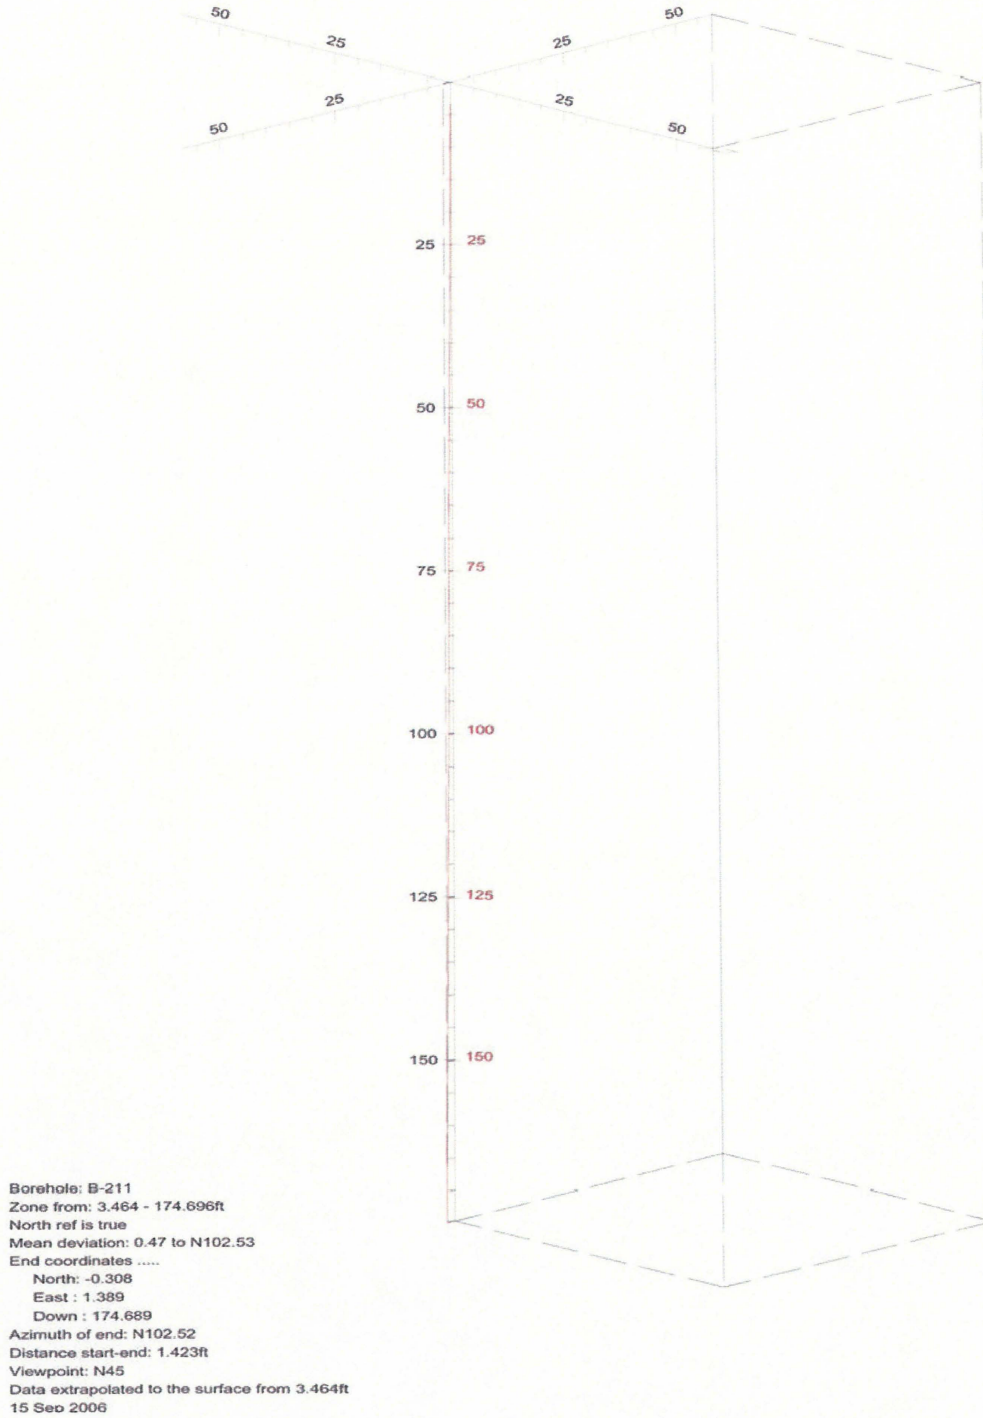 50
50
25
25
25
25
50
50
25
25
50
50
75
75
100
100
125
125
150
150
Borehole: B-211
Zone from: 3.464 - 174.696ft
North ref is true
Mean deviation: 0.47 to N102.53
End coordinates .....
North: -0.308
East : 1.389
Down : 174.689
Azimuth of end: N102.52
Distance start-end: 1.423ft
Viewpoint: N45
Data extrapolated to the surface from 3.464ft
15 Sep 2006